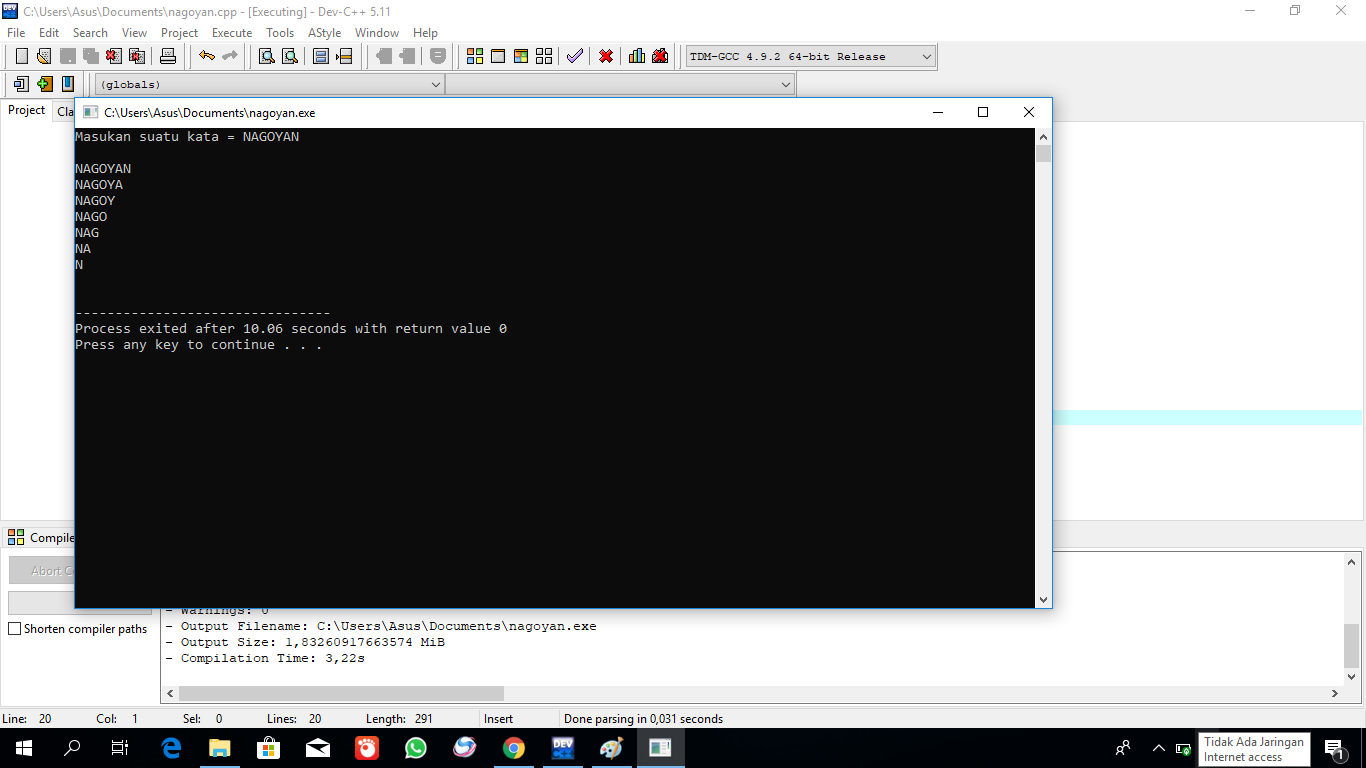 C:\Users\Asus\Documents\nagoyan.cpp - [Executing] - Dev-C++ 5.11
File Edit Search View Project Execute Tools AStyle Window Help
TDM-GCC 4.9.2 64-bit Release
(globals)
Project Cla
C:\Users\Asus\Documents\nagoyan.exe
Masukan suatu kata = NAGOYAN
NAGOYAN
NAGOYA
NAGOY
NAGO
NAG
NA
N
--------------------------------
Process exited after 10.06 seconds with return value 0
Press any key to continue . . .
Compile
Abort C
Shorten compiler paths
- Warnings: 0
- Output Filename: C:\Users\Asus\Documents\nagoyan.exe
- Output Size: 1,83260917663574 MiB
- Compilation Time: 3,22s
Line: 20 Col: 1 Sel: 0 Lines: 20 Length: 291 Insert Done parsing in 0,031 seconds
DEV
Tidak Ada Jaringan
Internet access
1